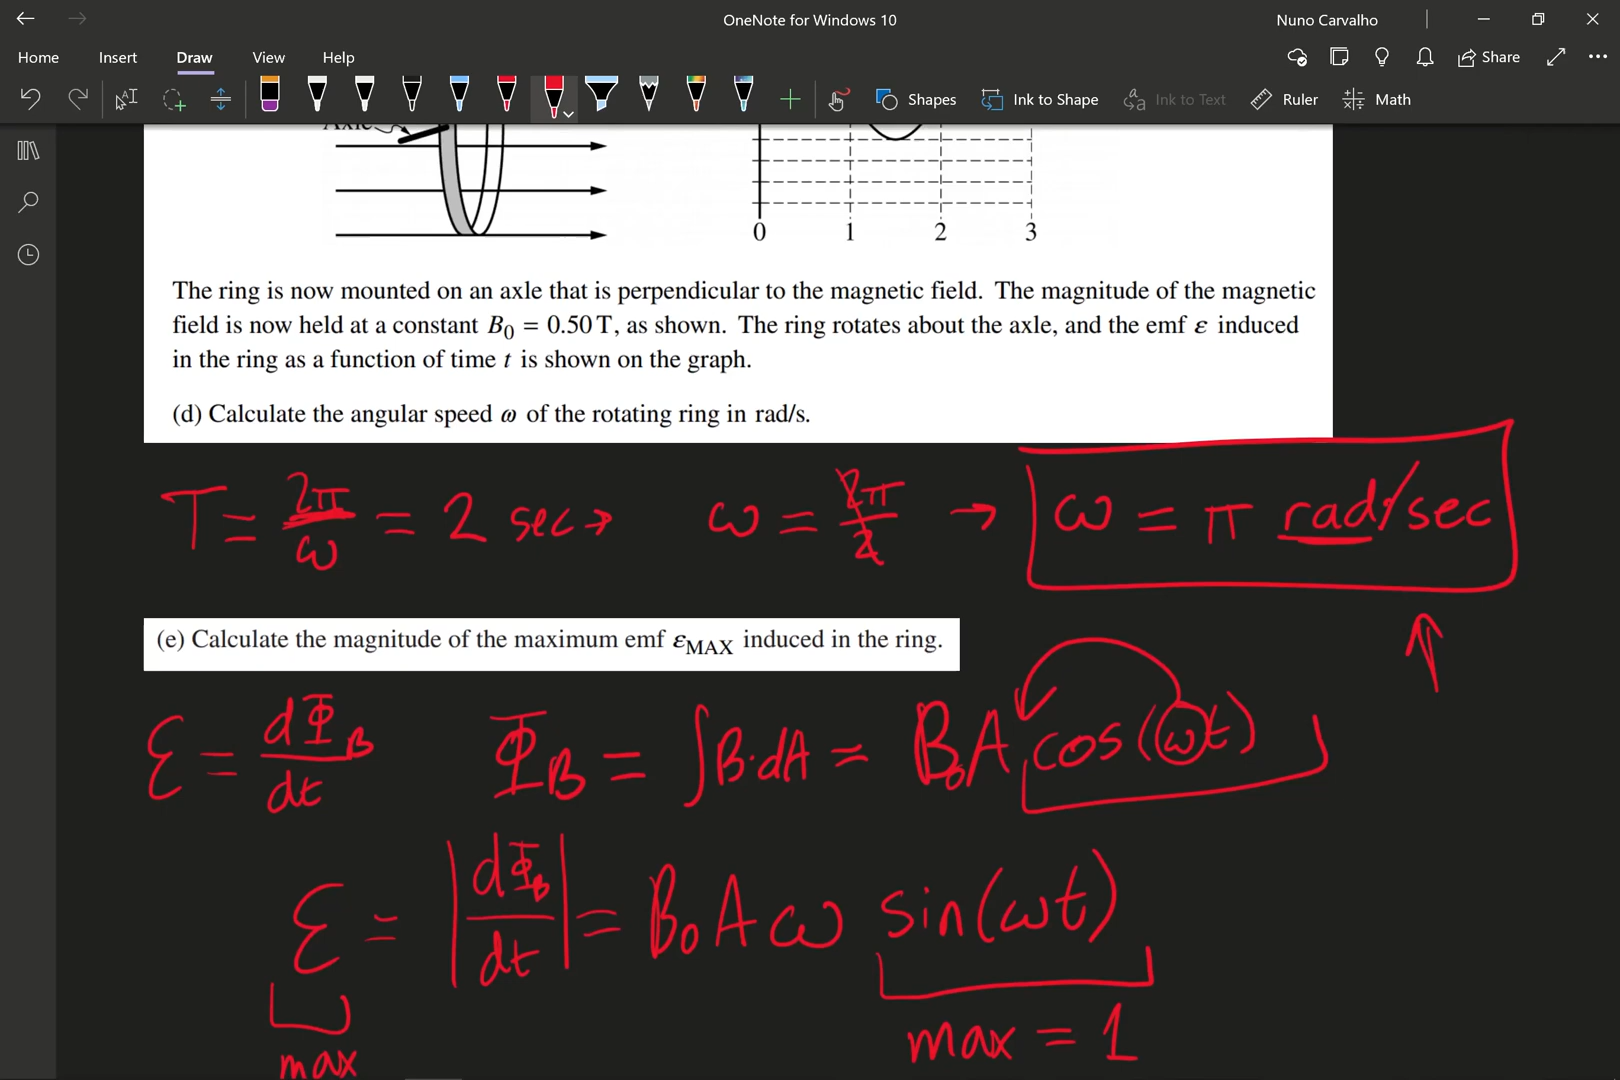 OneNote for Windows 10
Nuno Carvalho
Home Insert Draw View Help
Share
Shapes Ink to Shape Ink to Text Ruler Math
Axle
0 1 2 3
The ring is now mounted on an axle that is perpendicular to the magnetic field. The magnitude of the magnetic
field is now held at a constant B₀ = 0.50 T, as shown. The ring rotates about the axle, and the emf ε induced
in the ring as a function of time t is shown on the graph.
(d) Calculate the angular speed ω of the rotating ring in rad/s.
T = 2π/ω = 2 sec → ω = 2π/2 → ω = π rad/sec
(e) Calculate the magnitude of the maximum emf εMAX induced in the ring.
Ɛ = dΦB/dt ΦB = ∫B·dA = B₀A cos(ωt)
Ɛ = |dΦB/dt| = B₀Aω sin(ωt)
max max = 1